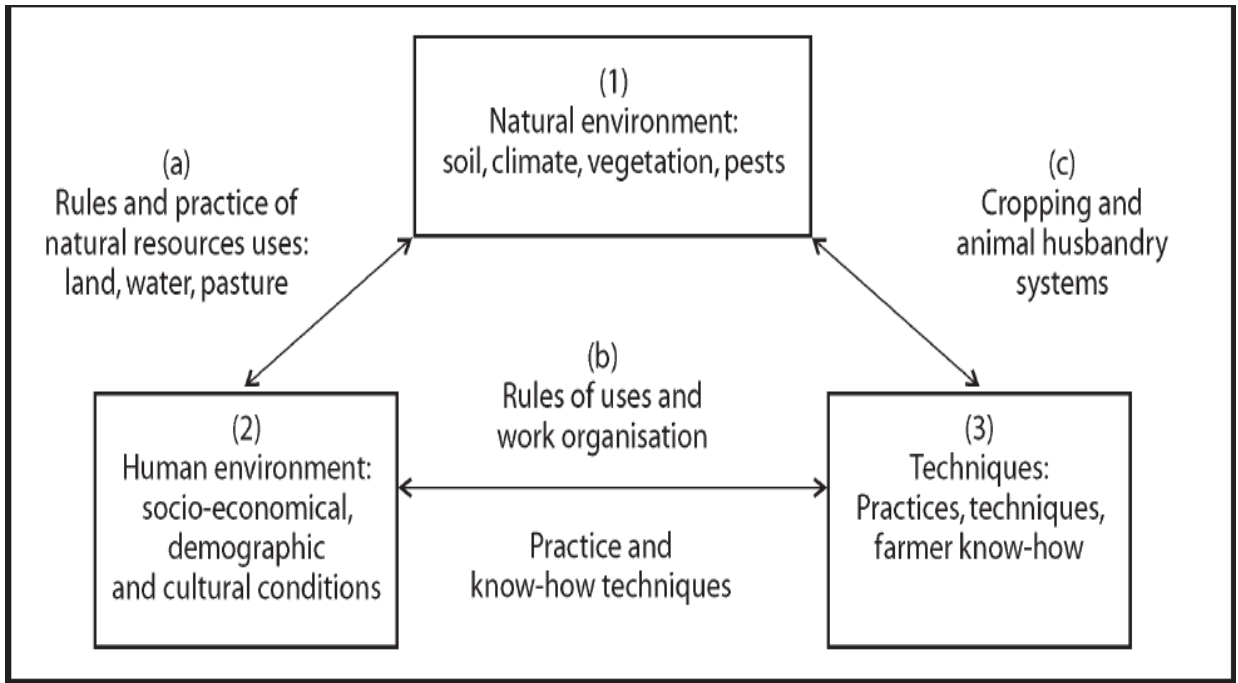 (1)
Natural environment:
soil, climate, vegetation, pests
(a)
Rules and practice of
natural resources uses:
land, water, pasture
(c)
Cropping and
animal husbandry
systems
(b)
Rules of uses and
work organisation
(2)
Human environment:
socio-economical,
demographic
and cultural conditions
(3)
Techniques:
Practices, techniques,
farmer know-how
Practice and
know-how techniques